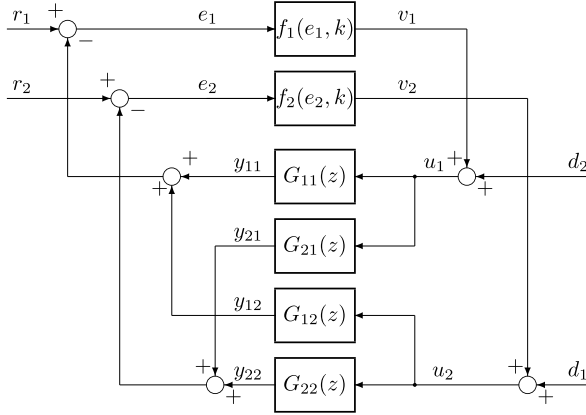 r₁ + − e₁ f₁(e₁, k) v₁
r₂ + − e₂ f₂(e₂, k) v₂
+ + y₁₁ G₁₁(z) u₁ + + d₂
y₂₁ G₂₁(z)
y₁₂ G₁₂(z)
+ + y₂₂ G₂₂(z) u₂ + + d₁